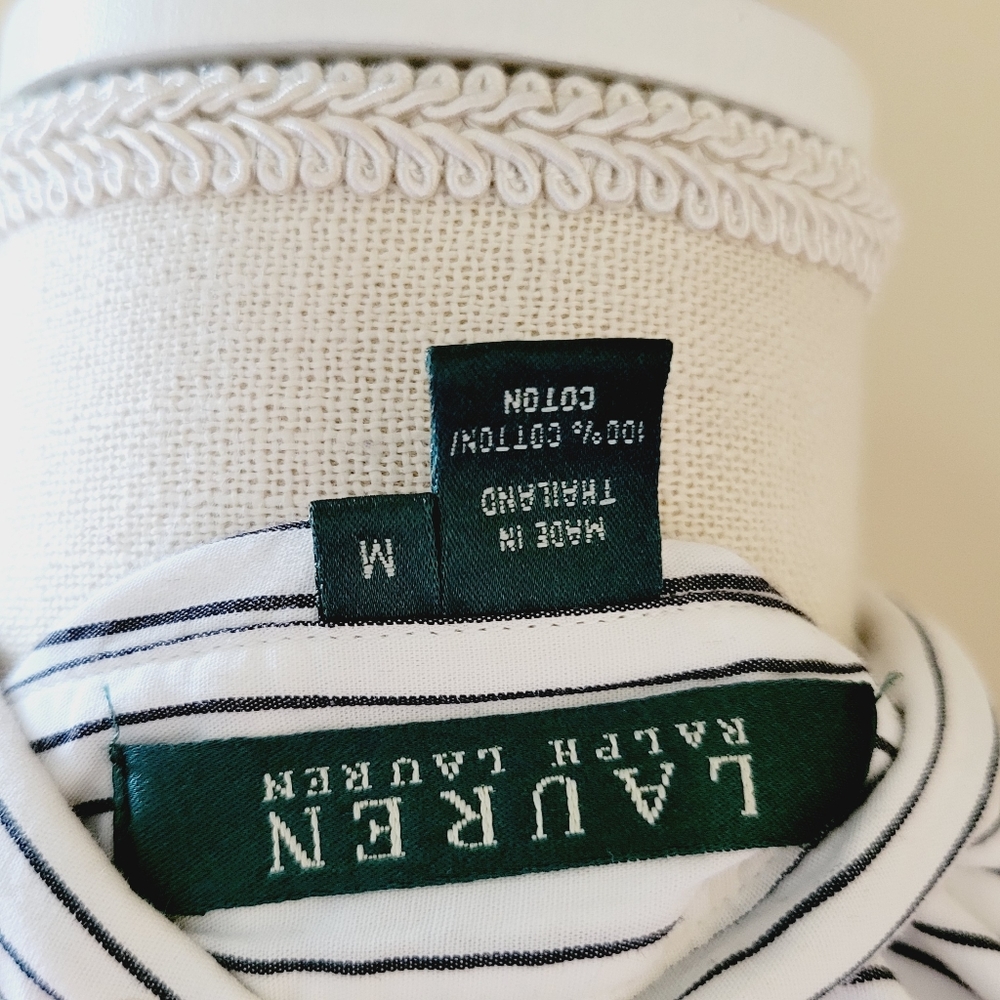 LAUREN
RALPH LAUREN
M
MADE IN
THAILAND
100% COTTON/
COTON